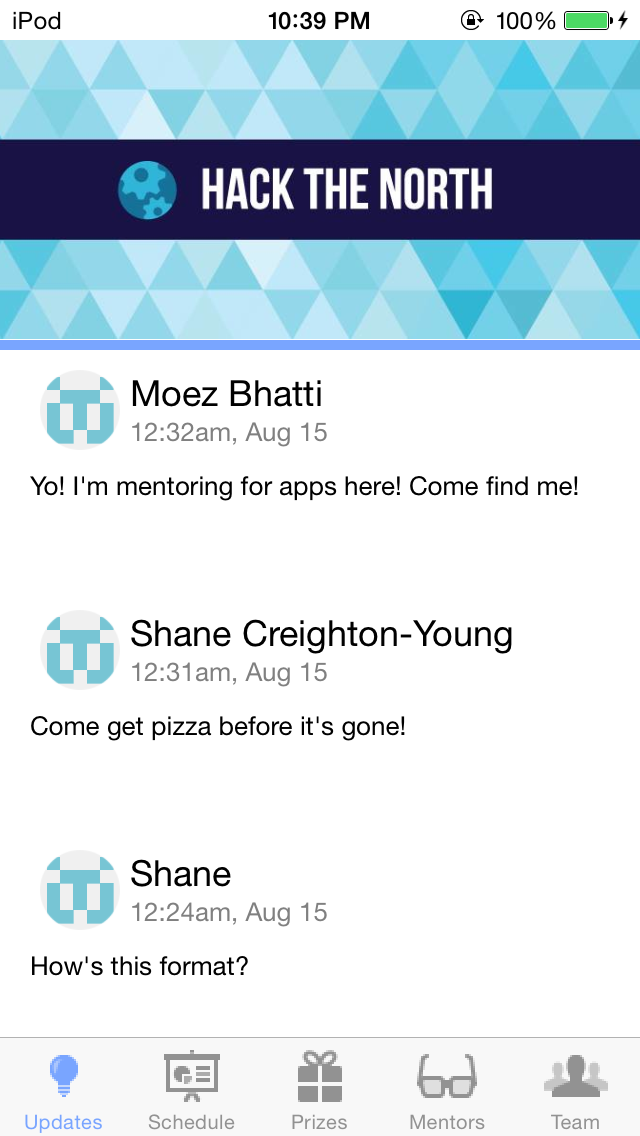 iPod 10:39 PM 100%
HACK THE NORTH
Moez Bhatti
12:32am, Aug 15
Yo! I'm mentoring for apps here! Come find me!
Shane Creighton-Young
12:31am, Aug 15
Come get pizza before it's gone!
Shane
12:24am, Aug 15
How's this format?
Updates Schedule Prizes Mentors Team